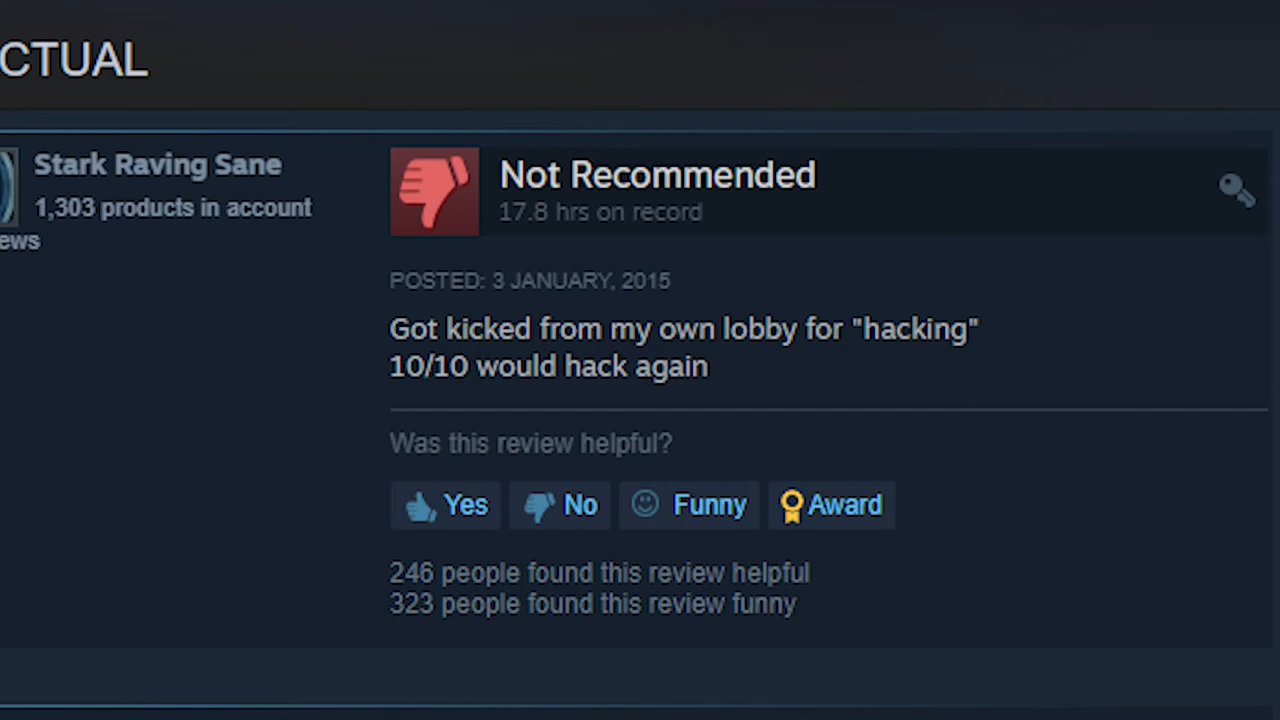 CTUAL
Stark Raving Sane
1,303 products in account
ews
Not Recommended
17.8 hrs on record
POSTED: 3 JANUARY, 2015
Got kicked from my own lobby for "hacking"
10/10 would hack again
Was this review helpful?
Yes
No
Funny
Award
246 people found this review helpful
323 people found this review funny